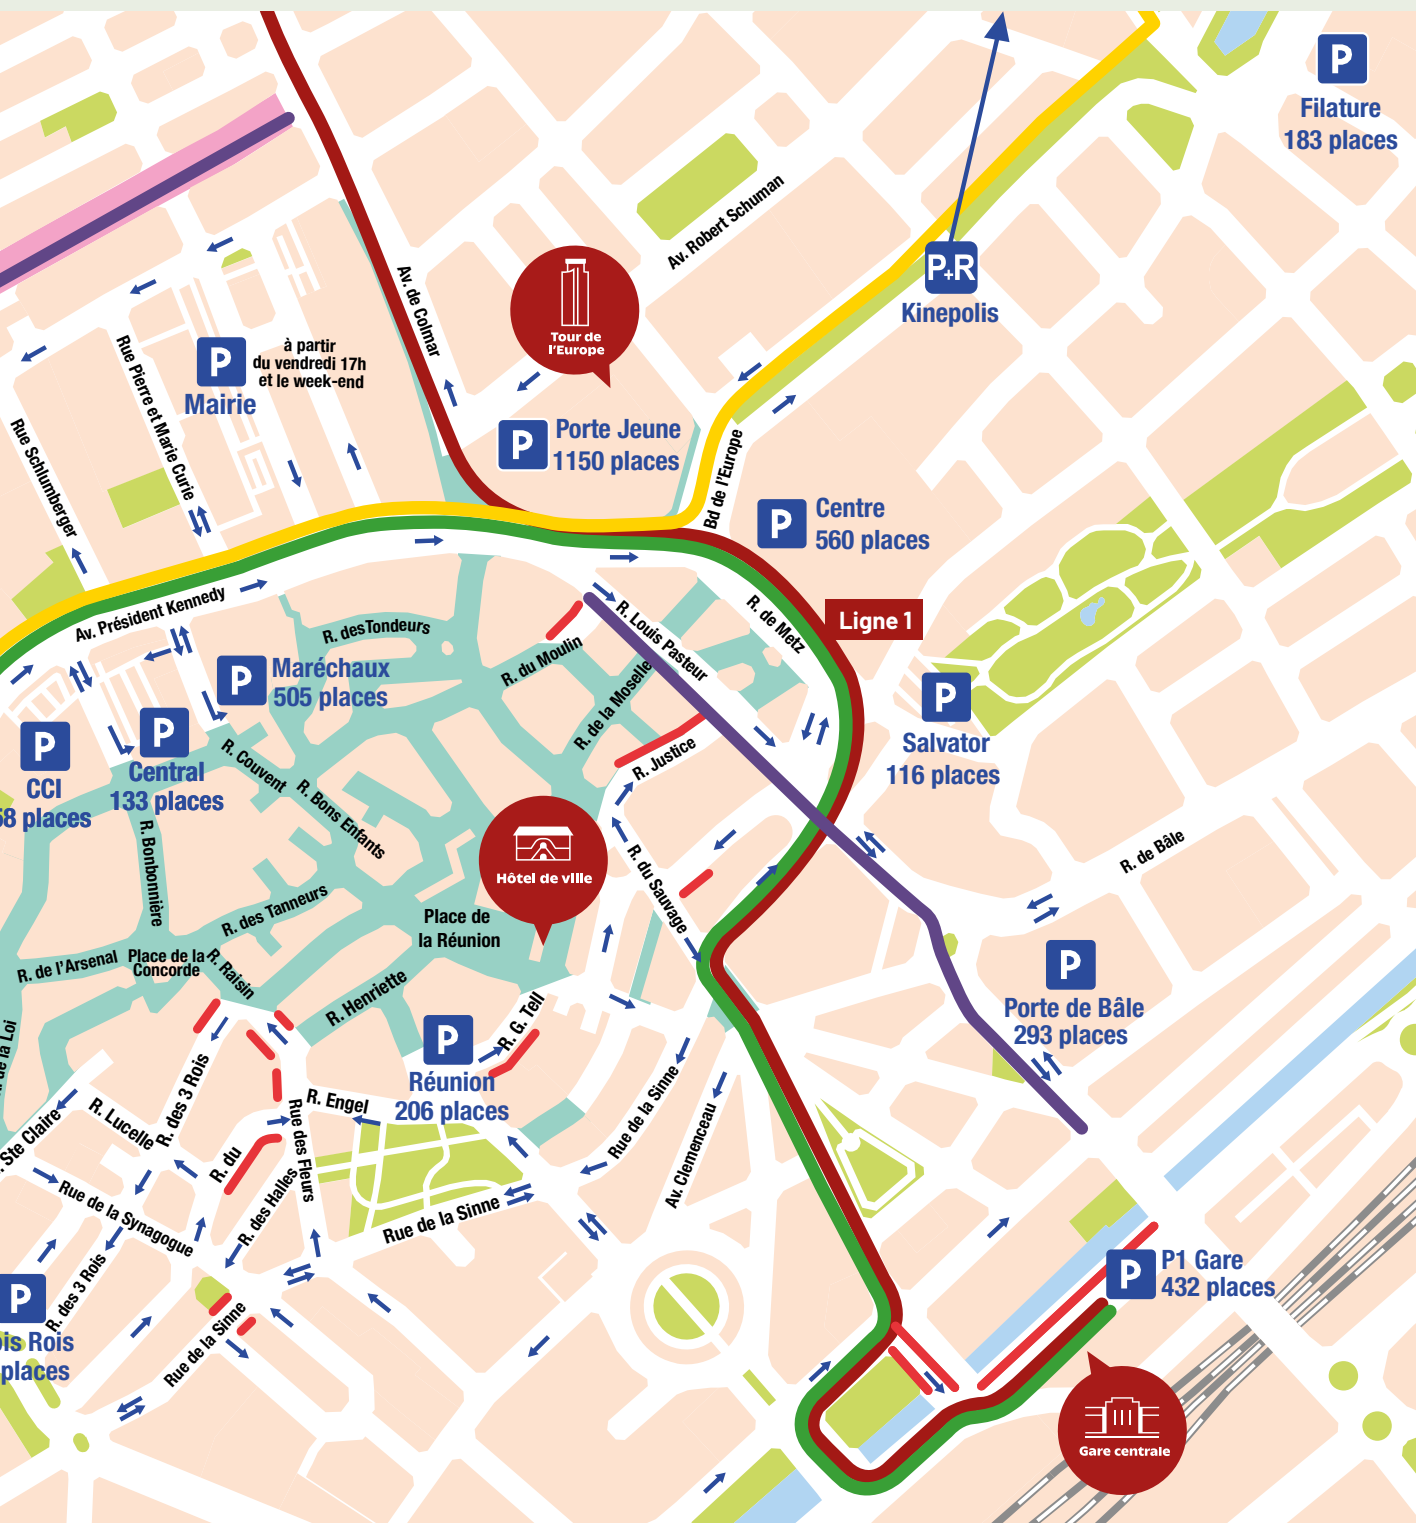 P
Filature
183 places
Av. Robert Schuman
P+R
Kinepolis
Av. de Colmar
Tour de
l'Europe
Rue Pierre et Marie Curie
P
Mairie
à partir
du vendredi 17h
et le week-end
Rue Schlumberger
P
Porte Jeune
1150 places
Bd de l'Europe
P
Centre
560 places
Av. Président Kennedy
R. desTondeurs
R. du Moulin
R. Louis Pasteur
R. de Metz
Ligne 1
P
Maréchaux
505 places
R. de la Moselle
R. Justice
P
Salvator
116 places
P
CCI
58 places
P
Central
133 places
R. Couvent
R. Bons Enfants
R. Bonbonnière
Hôtel de ville
R. du Sauvage
R. de Bâle
R. des Tanneurs
Place de
la Réunion
R. de l'Arsenal
Place de la
Concorde
R. Raisin
R. Henriette
R. G. Tell
P
Porte de Bâle
293 places
de la Loi
P
Réunion
206 places
R. des 3 Rois
R. Lucelle
Ste Claire
R. Engel
Rue des Fleurs
R. du
R. des Halles
Rue de la Sinne
Av. Clemenceau
Rue de la Synagogue
Rue de la Sinne
R. des 3 Rois
P
ois Rois
places
Rue de la Sinne
P
P1 Gare
432 places
Gare centrale